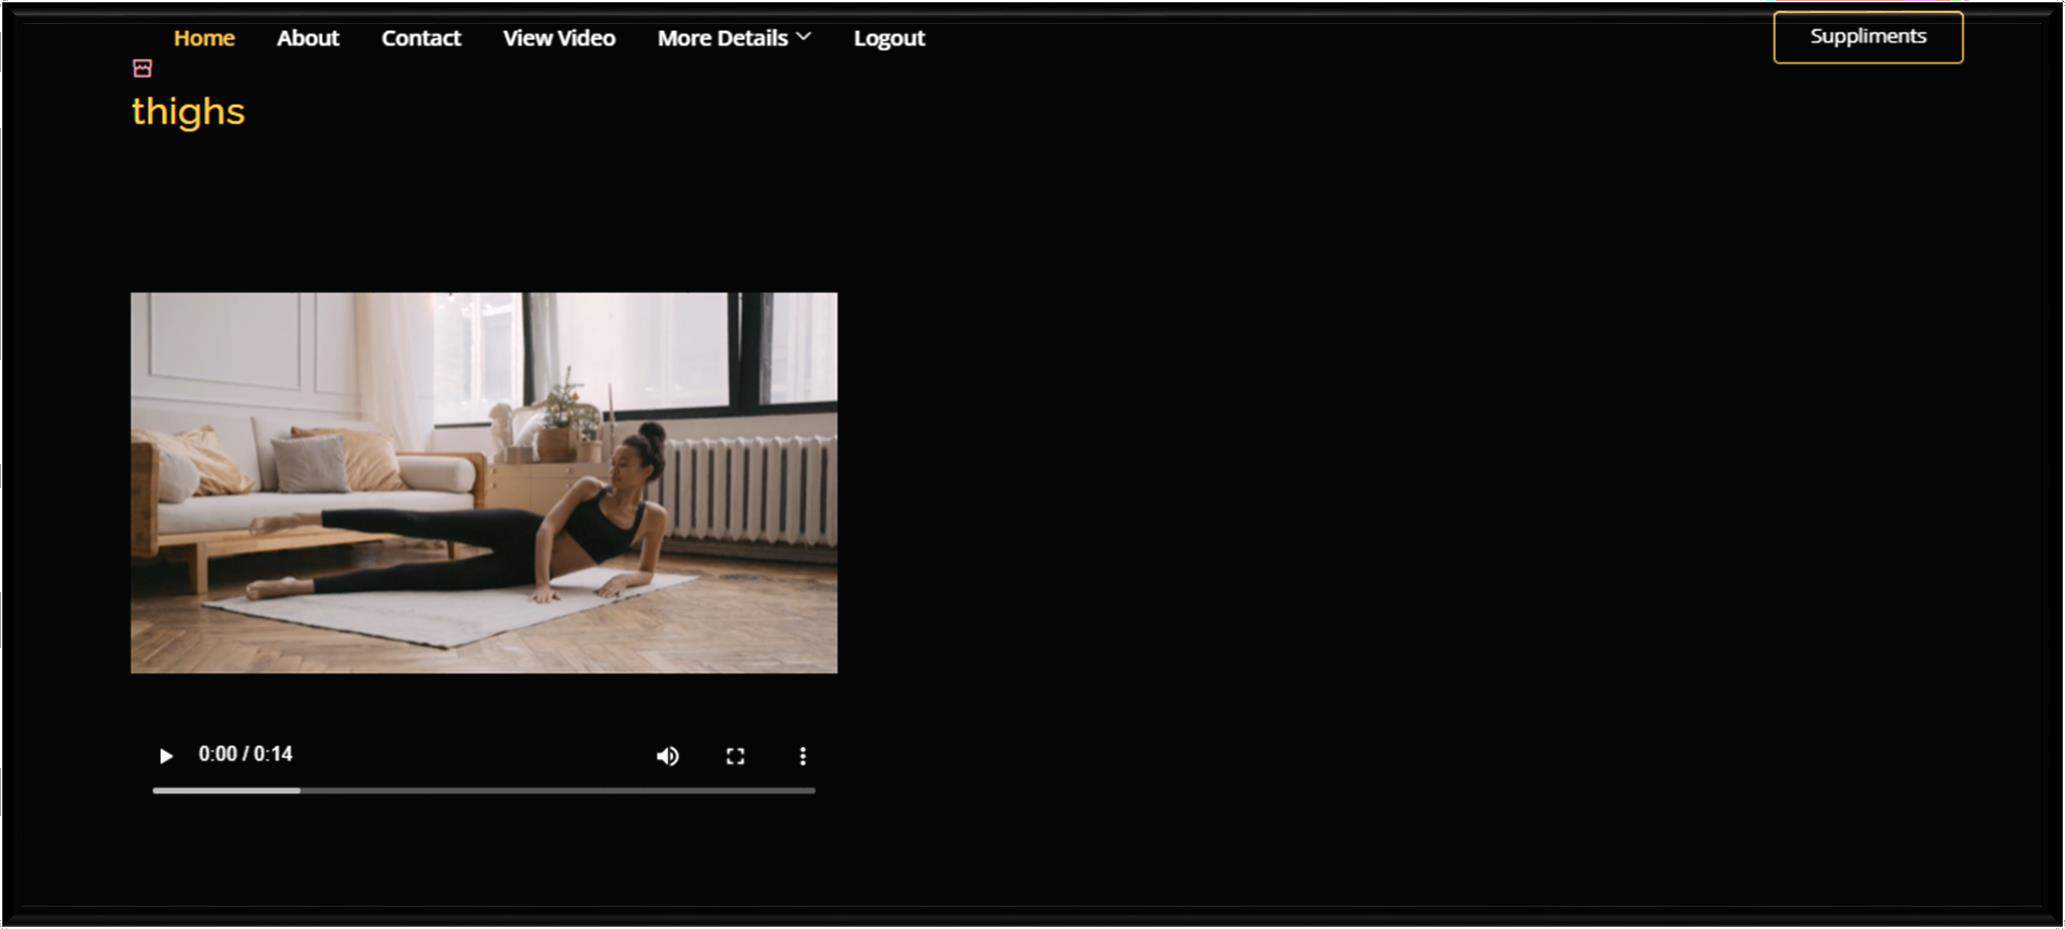 Home About Contact View Video More Details Logout Suppliments
thighs
0:00 / 0:14